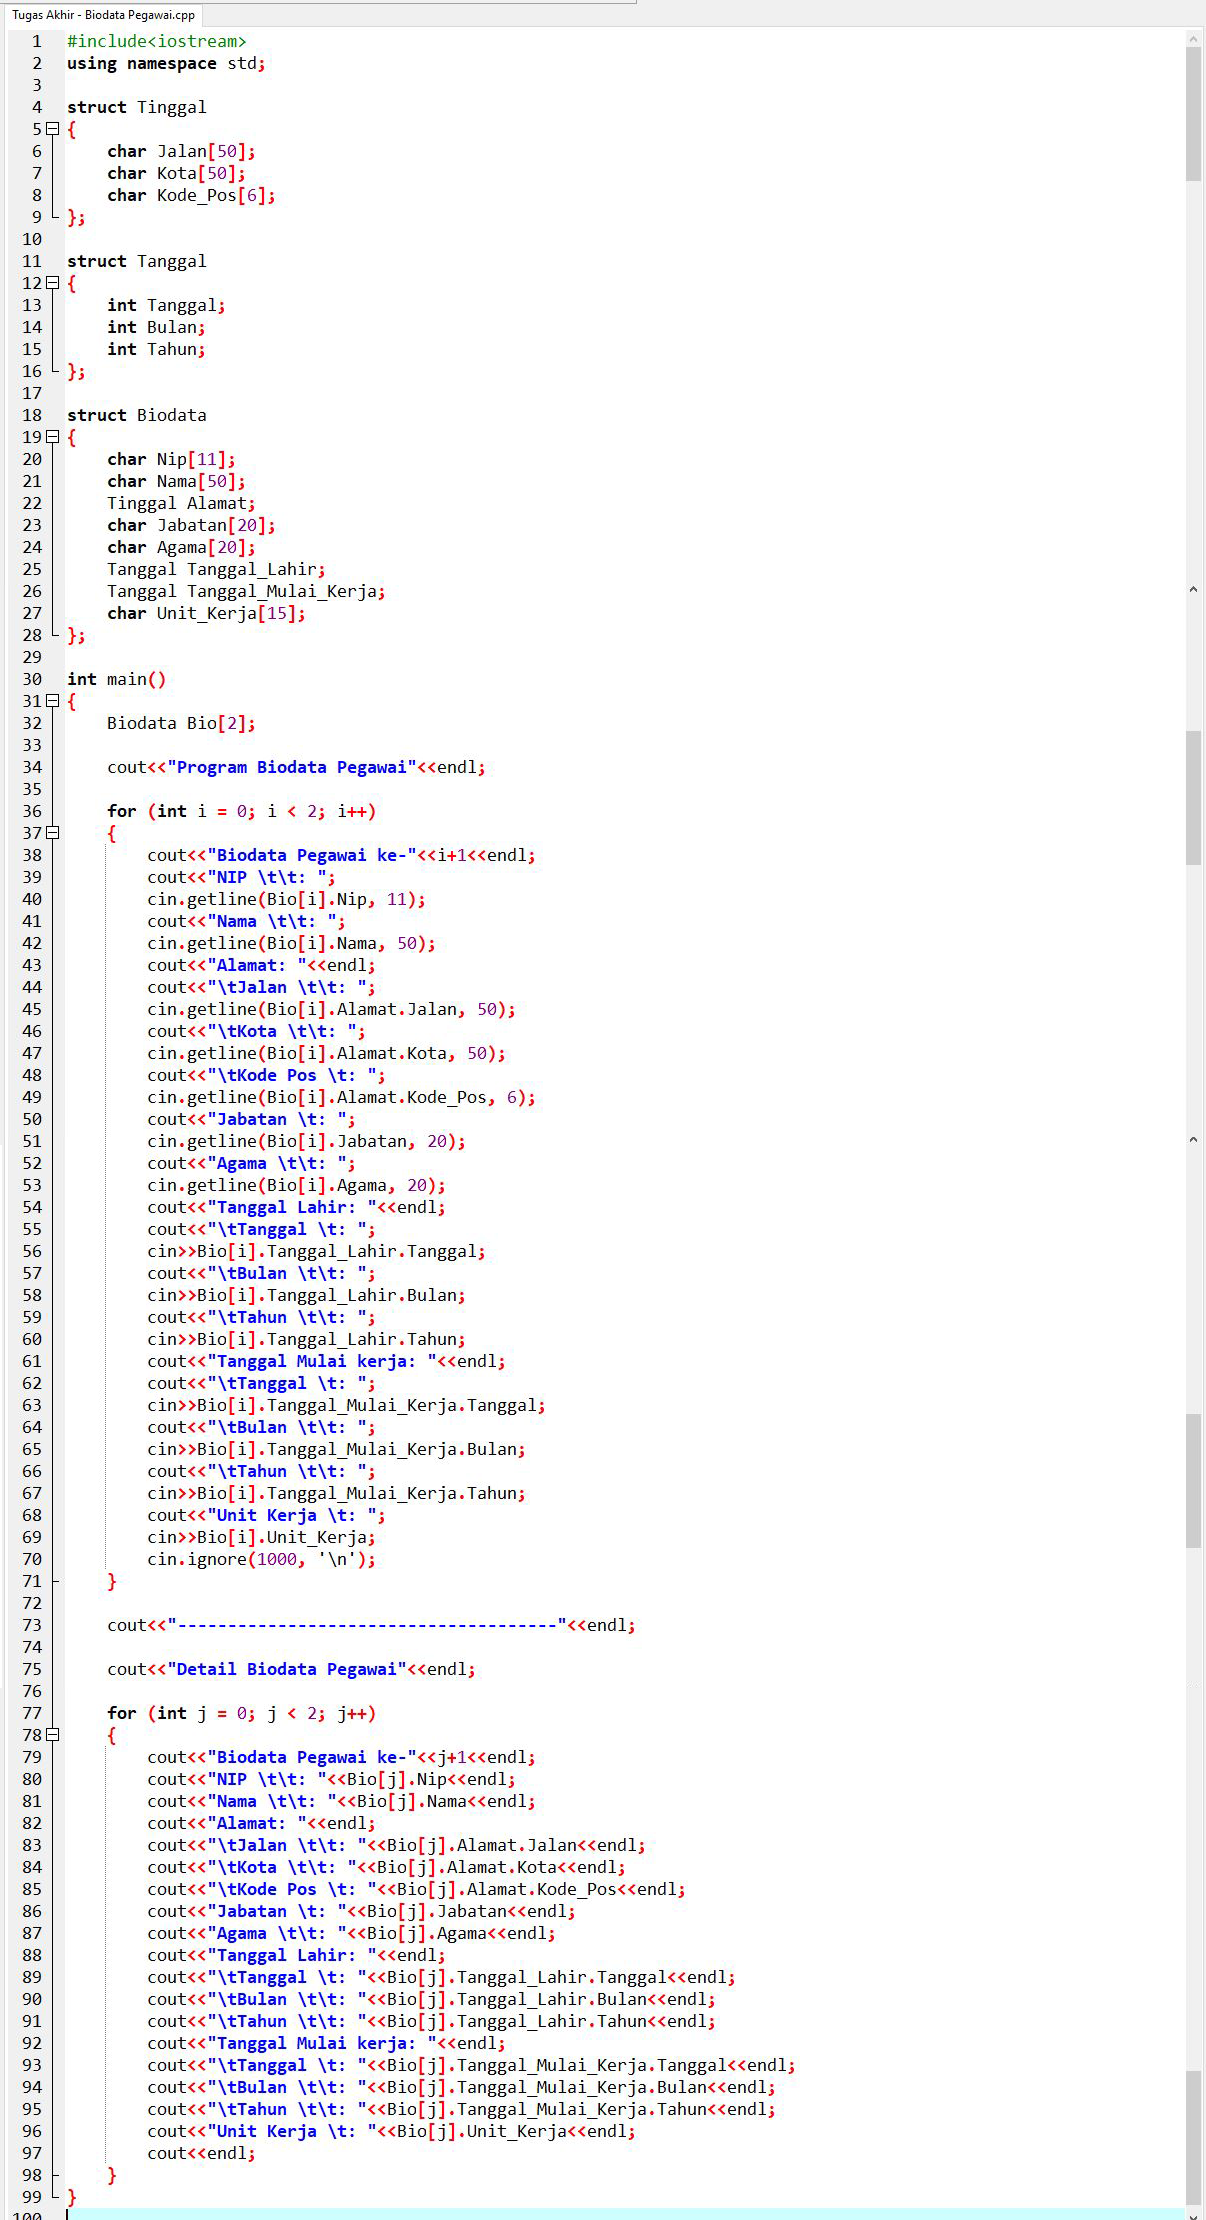 Tugas Akhir - Biodata Pegawai.cpp
1 #include<iostream>
2 using namespace std;
3
4 struct Tinggal
5 {
6 char Jalan[50];
7 char Kota[50];
8 char Kode_Pos[6];
9 };
10
11 struct Tanggal
12 {
13 int Tanggal;
14 int Bulan;
15 int Tahun;
16 };
17
18 struct Biodata
19 {
20 char Nip[11];
21 char Nama[50];
22 Tinggal Alamat;
23 char Jabatan[20];
24 char Agama[20];
25 Tanggal Tanggal_Lahir;
26 Tanggal Tanggal_Mulai_Kerja;
27 char Unit_Kerja[15];
28 };
29
30 int main()
31 {
32 Biodata Bio[2];
33
34 cout<<"Program Biodata Pegawai"<<endl;
35
36 for (int i = 0; i < 2; i++)
37 {
38 cout<<"Biodata Pegawai ke-"<<i+1<<endl;
39 cout<<"NIP \t\t: ";
40 cin.getline(Bio[i].Nip, 11);
41 cout<<"Nama \t\t: ";
42 cin.getline(Bio[i].Nama, 50);
43 cout<<"Alamat: "<<endl;
44 cout<<"\tJalan \t\t: ";
45 cin.getline(Bio[i].Alamat.Jalan, 50);
46 cout<<"\tKota \t\t: ";
47 cin.getline(Bio[i].Alamat.Kota, 50);
48 cout<<"\tKode Pos \t: ";
49 cin.getline(Bio[i].Alamat.Kode_Pos, 6);
50 cout<<"Jabatan \t: ";
51 cin.getline(Bio[i].Jabatan, 20);
52 cout<<"Agama \t\t: ";
53 cin.getline(Bio[i].Agama, 20);
54 cout<<"Tanggal Lahir: "<<endl;
55 cout<<"\tTanggal \t: ";
56 cin>>Bio[i].Tanggal_Lahir.Tanggal;
57 cout<<"\tBulan \t\t: ";
58 cin>>Bio[i].Tanggal_Lahir.Bulan;
59 cout<<"\tTahun \t\t: ";
60 cin>>Bio[i].Tanggal_Lahir.Tahun;
61 cout<<"Tanggal Mulai kerja: "<<endl;
62 cout<<"\tTanggal \t: ";
63 cin>>Bio[i].Tanggal_Mulai_Kerja.Tanggal;
64 cout<<"\tBulan \t\t: ";
65 cin>>Bio[i].Tanggal_Mulai_Kerja.Bulan;
66 cout<<"\tTahun \t\t: ";
67 cin>>Bio[i].Tanggal_Mulai_Kerja.Tahun;
68 cout<<"Unit Kerja \t: ";
69 cin>>Bio[i].Unit_Kerja;
70 cin.ignore(1000, '\n');
71 }
72
73 cout<<"--------------------------------------"<<endl;
74
75 cout<<"Detail Biodata Pegawai"<<endl;
76
77 for (int j = 0; j < 2; j++)
78 {
79 cout<<"Biodata Pegawai ke-"<<j+1<<endl;
80 cout<<"NIP \t\t: "<<Bio[j].Nip<<endl;
81 cout<<"Nama \t\t: "<<Bio[j].Nama<<endl;
82 cout<<"Alamat: "<<endl;
83 cout<<"\tJalan \t\t: "<<Bio[j].Alamat.Jalan<<endl;
84 cout<<"\tKota \t\t: "<<Bio[j].Alamat.Kota<<endl;
85 cout<<"\tKode Pos \t: "<<Bio[j].Alamat.Kode_Pos<<endl;
86 cout<<"Jabatan \t: "<<Bio[j].Jabatan<<endl;
87 cout<<"Agama \t\t: "<<Bio[j].Agama<<endl;
88 cout<<"Tanggal Lahir: "<<endl;
89 cout<<"\tTanggal \t: "<<Bio[j].Tanggal_Lahir.Tanggal<<endl;
90 cout<<"\tBulan \t\t: "<<Bio[j].Tanggal_Lahir.Bulan<<endl;
91 cout<<"\tTahun \t\t: "<<Bio[j].Tanggal_Lahir.Tahun<<endl;
92 cout<<"Tanggal Mulai kerja: "<<endl;
93 cout<<"\tTanggal \t: "<<Bio[j].Tanggal_Mulai_Kerja.Tanggal<<endl;
94 cout<<"\tBulan \t\t: "<<Bio[j].Tanggal_Mulai_Kerja.Bulan<<endl;
95 cout<<"\tTahun \t\t: "<<Bio[j].Tanggal_Mulai_Kerja.Tahun<<endl;
96 cout<<"Unit Kerja \t: "<<Bio[j].Unit_Kerja<<endl;
97 cout<<endl;
98 }
99 }
100